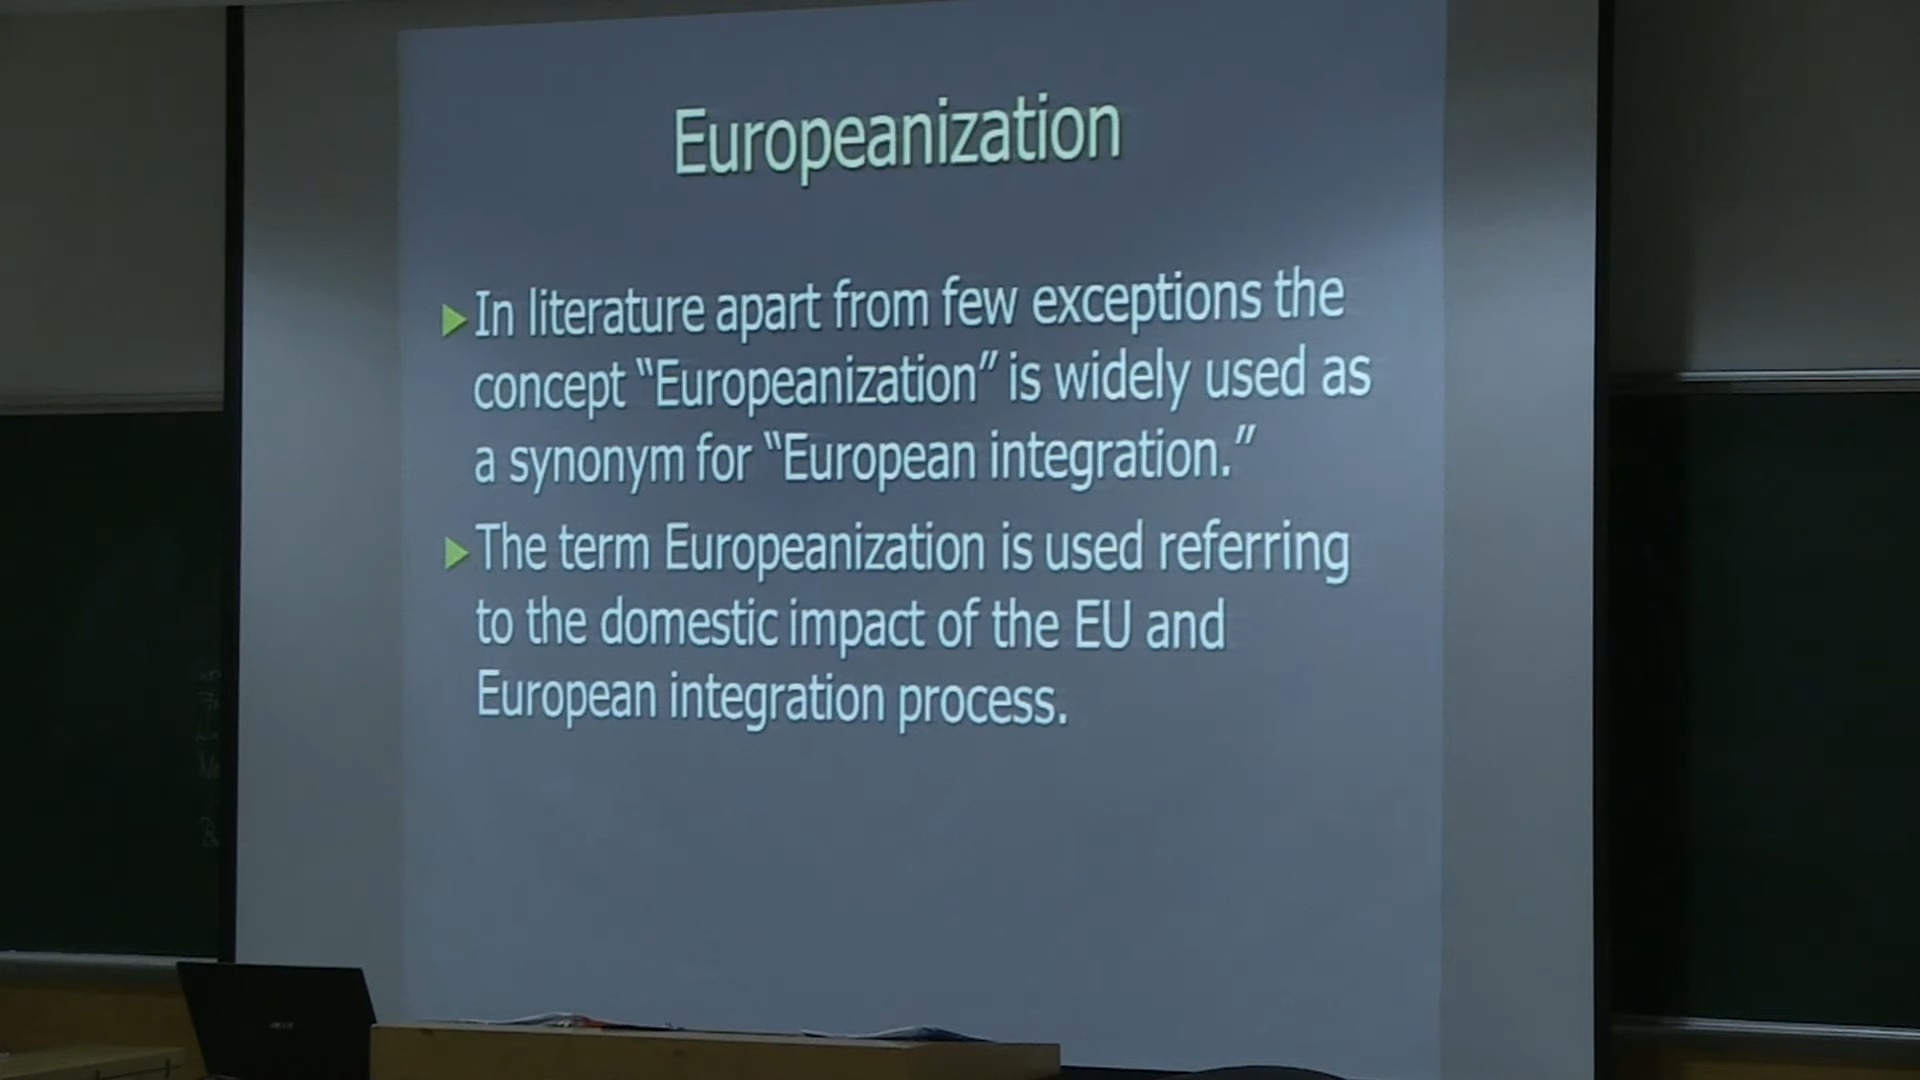 Europeanization
In literature apart from few exceptions the
concept “Europeanization” is widely used as
a synonym for “European integration.”
The term Europeanization is used referring
to the domestic impact of the EU and
European integration process.
acer